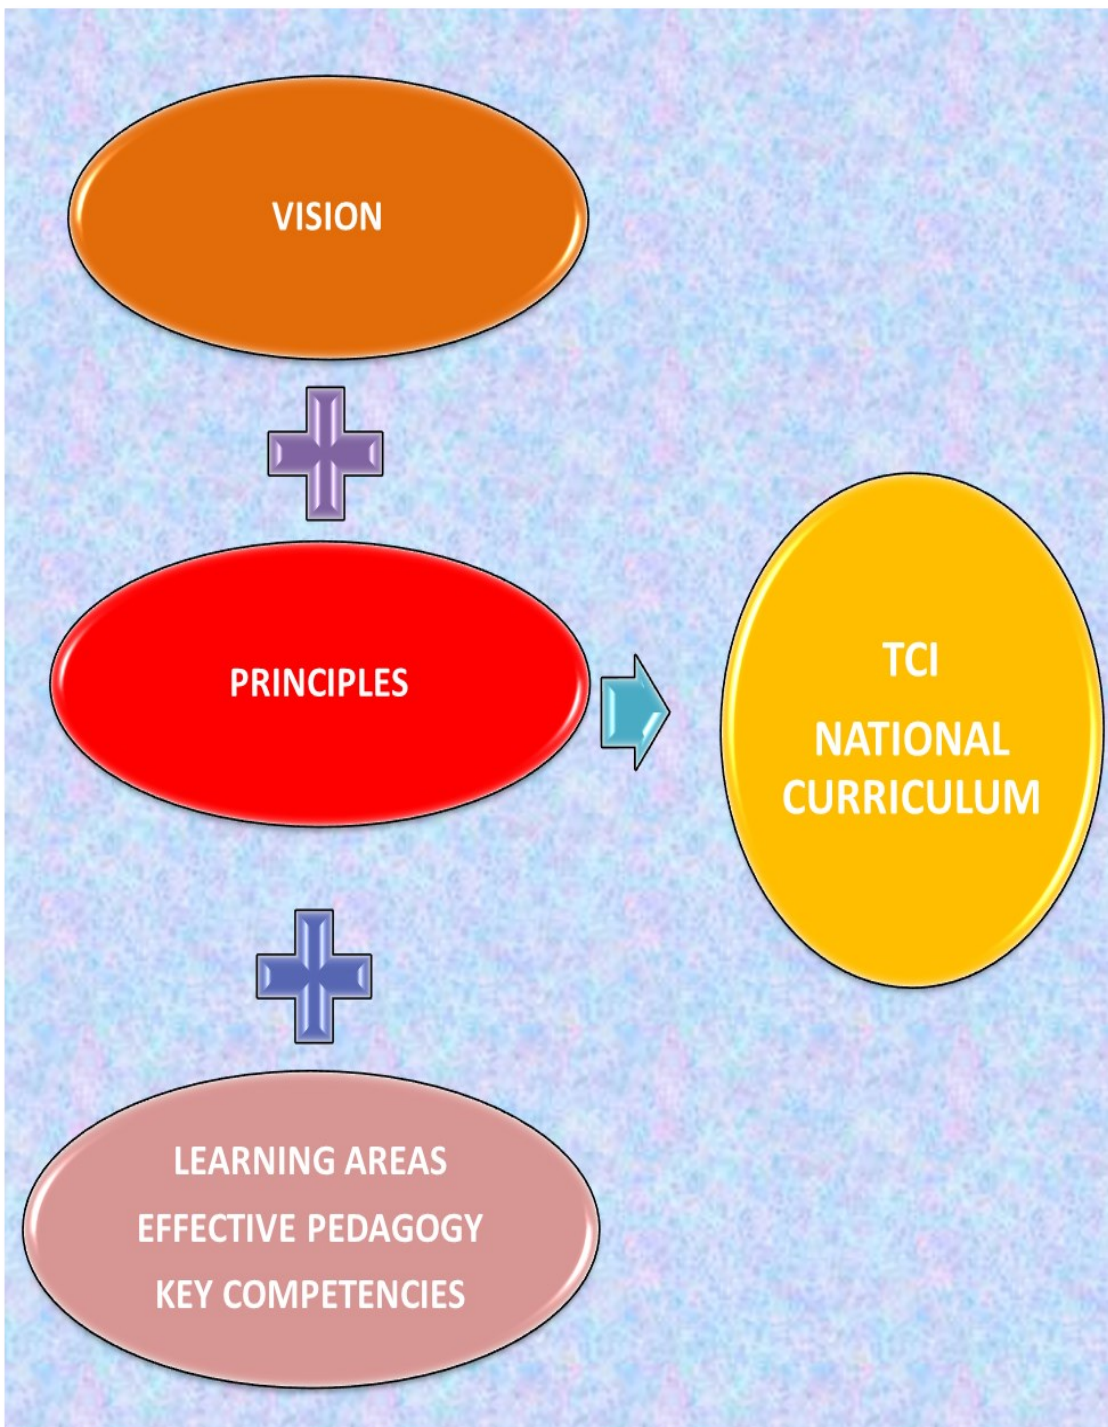 VISION
PRINCIPLES
TCI
NATIONAL
CURRICULUM
LEARNING AREAS
EFFECTIVE PEDAGOGY
KEY COMPETENCIES